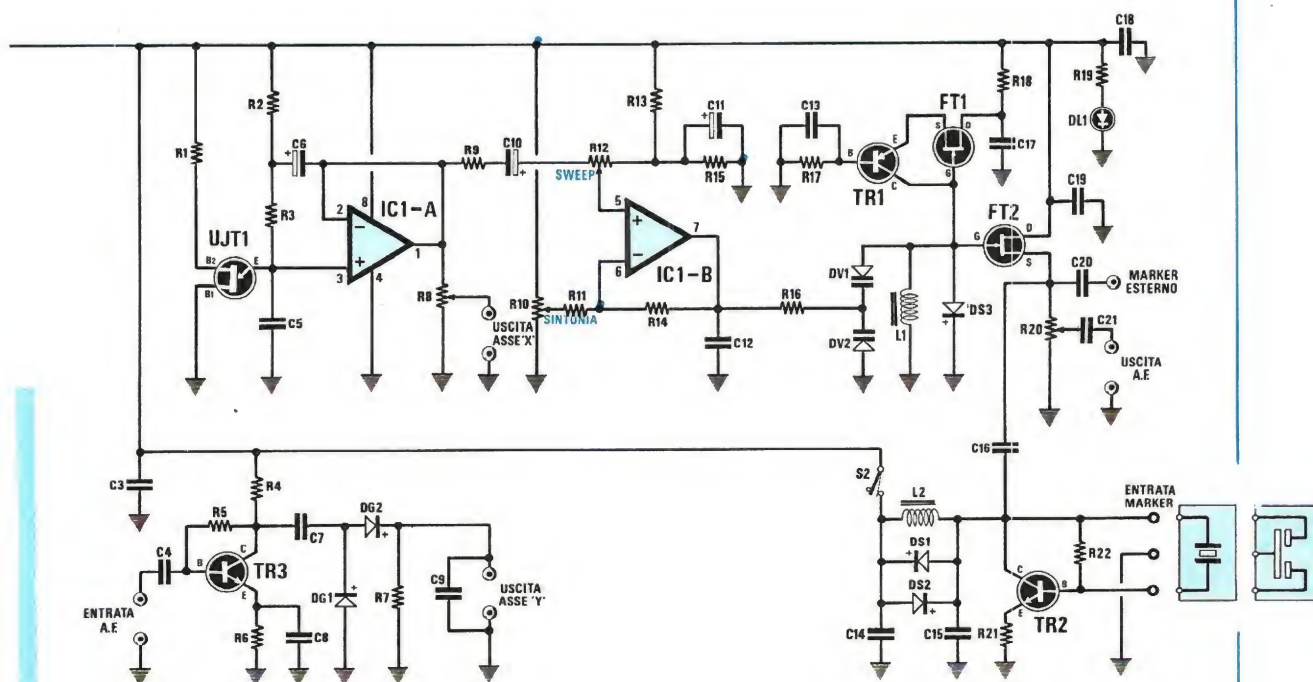 C18
R19
DL1
R18
FT1
S
D
G
C17
R1
R2
C6
+
R9
C10
+
R12
SWEEP
R13
C11
+
R15
C13
R17
B
E
C
TR1
C19
R3
IC1-A
2
8
-
+
1
3
4
UJT1
B2
B1
E
C5
R8
USCITA
ASSE'X'
R10
SINTONIA
R11
5
+
7
-
6
IC1-B
R14
C12
R16
DV1
DV2
L1
DS3
+
FT2
G
D
S
C20
MARKER
ESTERNO
R20
C21
USCITA
A.F.
C16
C3
R4
R5
C7
DG2
+
C4
B
C
E
TR3
DG1
+
R7
C9
USCITA
ASSE 'Y'
ENTRATA
A.F.
R6
C8
S2
L2
DS1
+
DS2
+
C14
C15
ENTRATA
MARKER
R22
C
B
E
TR2
R21